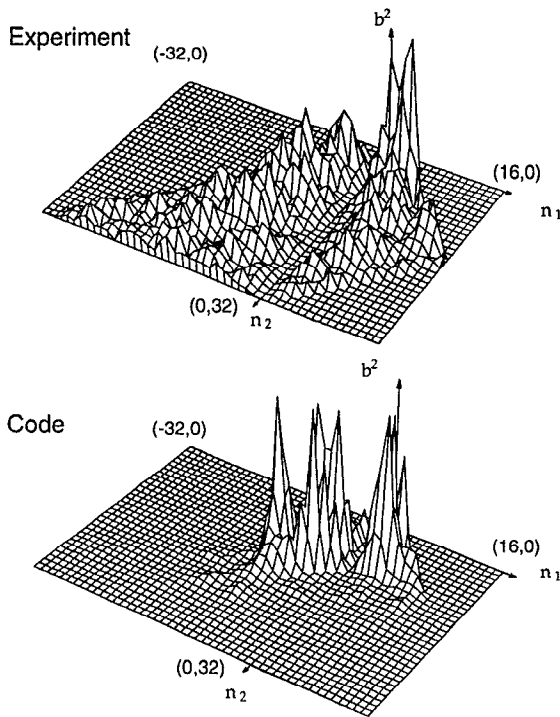 Experiment
b²
(-32,0)
(16,0)
n₁
(0,32)
n₂
b²
Code
(-32,0)
(16,0)
n₁
(0,32)
n₂